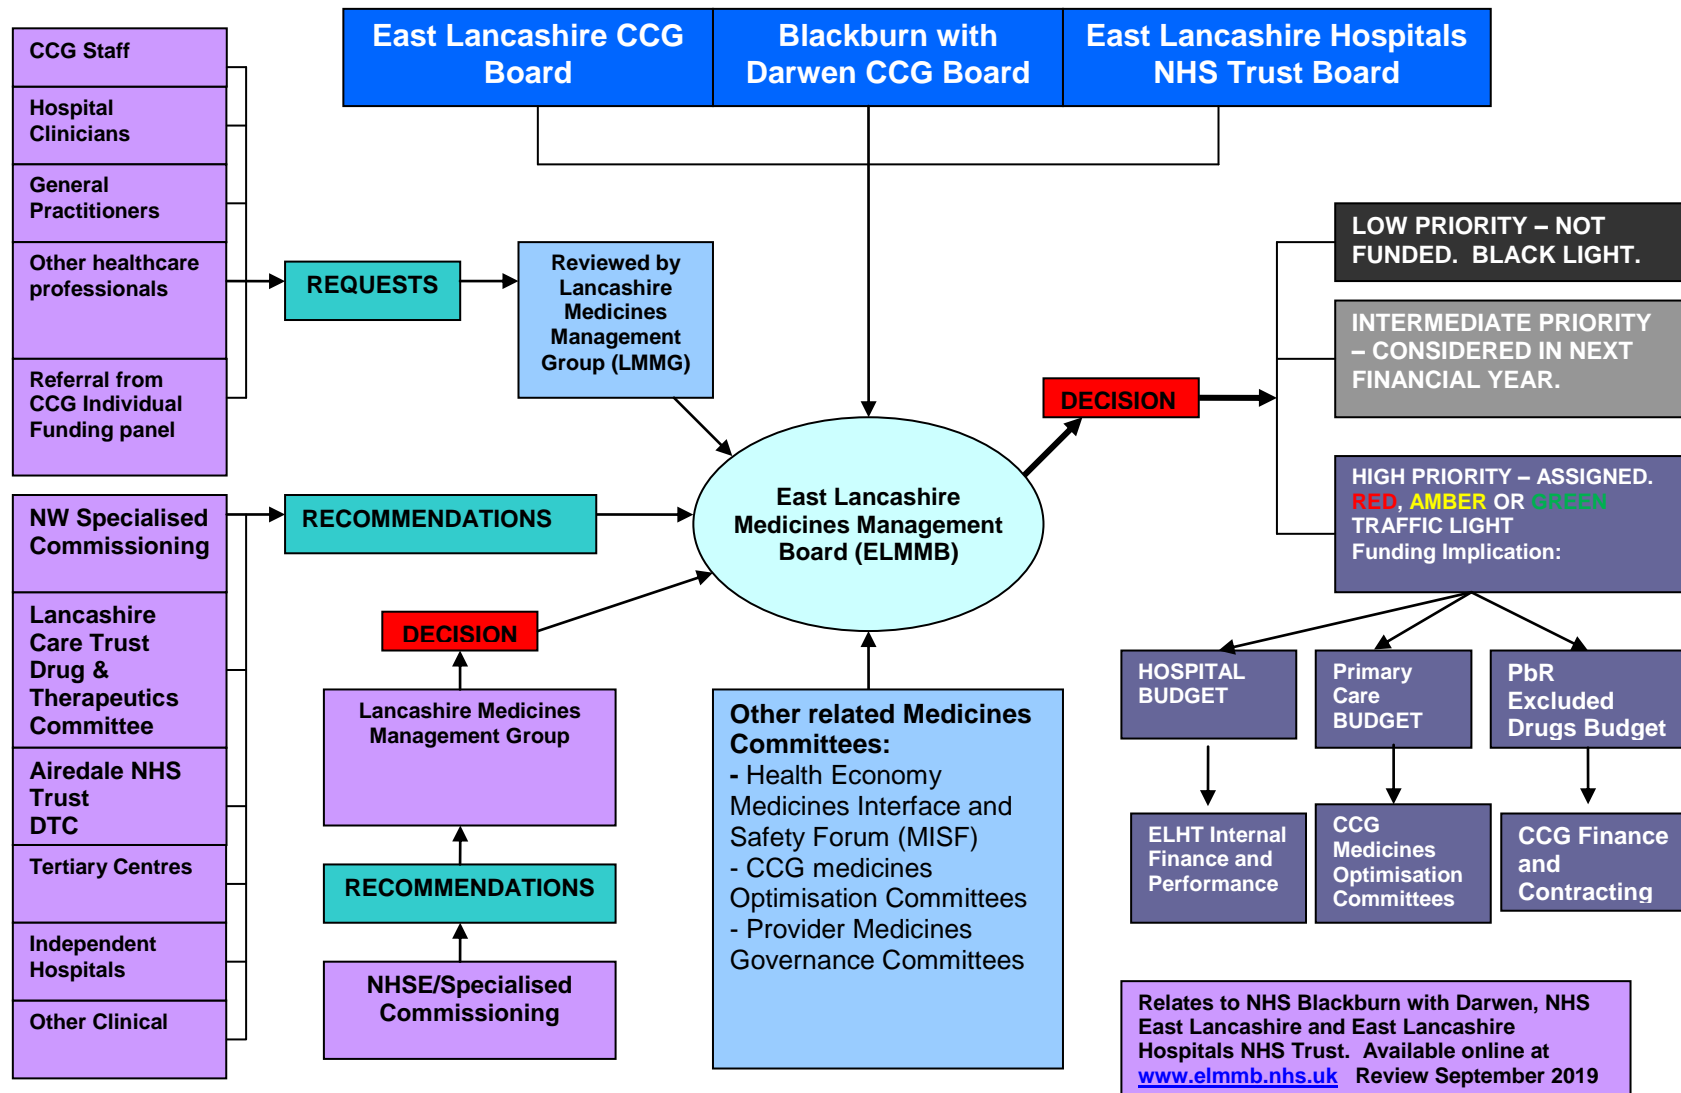 East Lancashire CCG
Board
Blackburn with
Darwen CCG Board
East Lancashire Hospitals
NHS Trust Board
CCG Staff
Hospital
Clinicians
General
Practitioners
Other healthcare
professionals
Referral from
CCG Individual
Funding panel
REQUESTS
Reviewed by
Lancashire
Medicines
Management
Group (LMMG)
NW Specialised
Commissioning
Lancashire
Care Trust
Drug &
Therapeutics
Committee
Airedale NHS
Trust
DTC
Tertiary Centres
Independent
Hospitals
Other Clinical
RECOMMENDATIONS
DECISION
Lancashire Medicines
Management Group
RECOMMENDATIONS
NHSE/Specialised
Commissioning
East Lancashire
Medicines Management
Board (ELMMB)
Other related Medicines
Committees:
- Health Economy
Medicines Interface and
Safety Forum (MISF)
- CCG medicines
Optimisation Committees
- Provider Medicines
Governance Committees
DECISION
LOW PRIORITY – NOT
FUNDED. BLACK LIGHT.
INTERMEDIATE PRIORITY
– CONSIDERED IN NEXT
FINANCIAL YEAR.
HIGH PRIORITY – ASSIGNED.
RED, AMBER OR GREEN
TRAFFIC LIGHT
Funding Implication:
HOSPITAL
BUDGET
Primary
Care
BUDGET
PbR
Excluded
Drugs Budget
ELHT Internal
Finance and
Performance
CCG
Medicines
Optimisation
Committees
CCG Finance
and
Contracting
Relates to NHS Blackburn with Darwen, NHS
East Lancashire and East Lancashire
Hospitals NHS Trust. Available online at
www.elmmb.nhs.uk Review September 2019